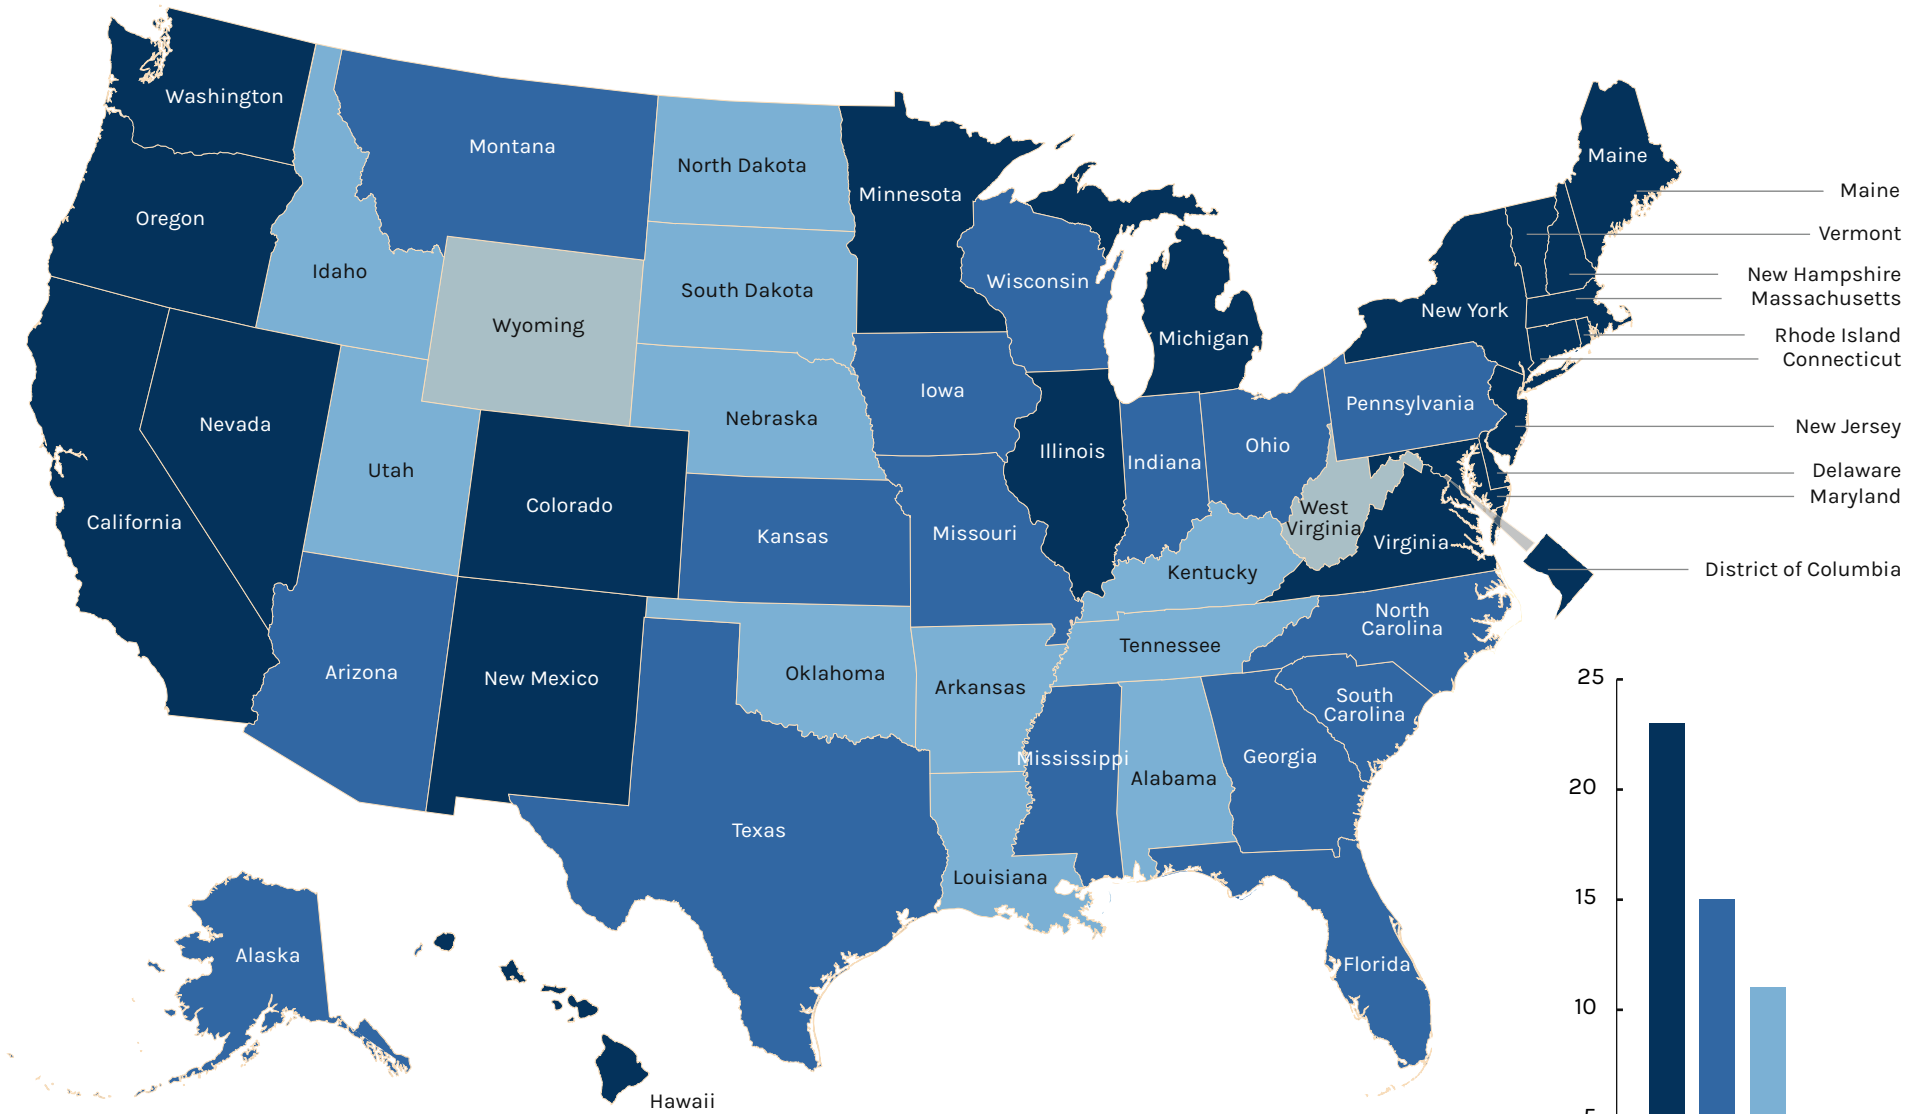 Washington
Montana
North Dakota
Minnesota
Maine
Maine
Oregon
Vermont
Idaho
South Dakota
Wisconsin
New Hampshire
Massachusetts
Wyoming
New York
Michigan
Rhode Island
Connecticut
Iowa
Pennsylvania
Nevada
Nebraska
New Jersey
Illinois
Ohio
Utah
Indiana
Delaware
Maryland
Colorado
West
Virginia
California
Kansas
Missouri
Virginia
Kentucky
District of Columbia
North
Carolina
Tennessee
Arizona
New Mexico
Oklahoma
Arkansas
South
Carolina
25
Mississippi
Georgia
Alabama
20
Texas
Louisiana
15
Alaska
Florida
10
Hawaii
5